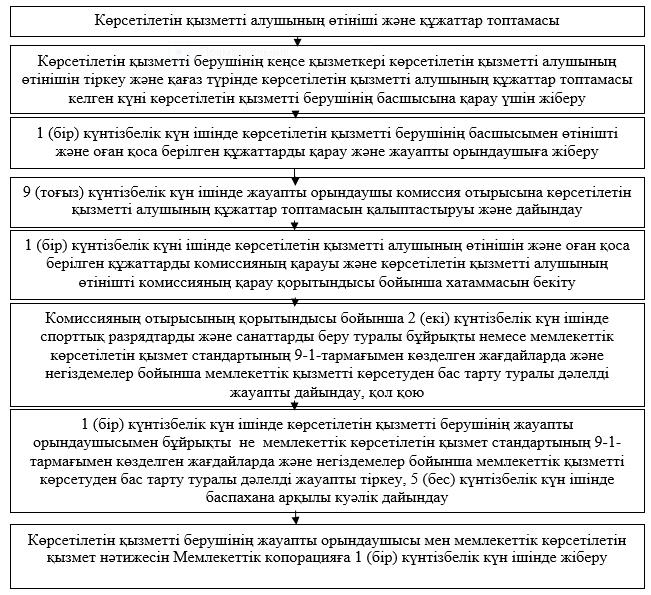 Көрсетілетін қызметті алушының өтініші және құжаттар топтамасы
Көрсетілетін қызметті берушінің кеңсе қызметкері көрсетілетін қызметті алушының
өтінішін тіркеу және қағаз түрінде көрсетілетін қызметті алушының құжаттар топтамасы
келген күні көрсетілетін қызметті берушінің басшысына қарау үшін жіберу
1 (бір) күнтізбелік күн ішінде көрсетілетін қызметті берушінің басшысымен өтінішті
және оған қоса берілген құжаттарды қарау және жауапты орындаушыға жіберу
9 (тоғыз) күнтізбелік күн ішінде жауапты орындаушы комиссия отырысына көрсетілетін
қызметті алушының құжаттар топтамасын қалыптастыруы және дайындау
1 (бір) күнтізбелік күні ішінде көрсетілетін қызметті алушының өтінішін және оған қоса
берілген құжаттарды комиссияның қарауы және көрсетілетін қызметті алушының
өтінішті комиссияның қарау қорытындысы бойынша хатаммасын бекіту
Комиссияның отырысының қорытындысы бойынша 2 (екі) күнтізбелік күн ішінде
спорттық разрядтарды және санаттарды беру туралы бұйрықты немесе мемлекеттік
көрсетілетін қызмет стандартының 9-1-тармағымен көзделген жағдайларда және
негіздемелер бойынша мемлекеттік қызметті көрсетуден бас тарту туралы дәлелді
жауапты дайындау, қол қою
1 (бір) күнтізбелік күн ішінде көрсетілетін қызметті берушінің жауапты
орындаушысымен бұйрықты не мемлекеттік көрсетілетін қызмет стандартының 9-1-
тармағымен көзделген жағдайларда және негіздемелер бойынша мемлекеттік қызметті
көрсетуден бас тарту туралы дәлелді жауапты тіркеу, 5 (бес) күнтізбелік күн ішінде
баспахана арқылы куәлік дайындау
Көрсетілетін қызметті берушінің жауапты орындаушысы мен мемлекеттік көрсетілетін
қызмет нәтижесін Мемлекеттік копорацияға 1 (бір) күнтізбелік күн ішінде жіберу